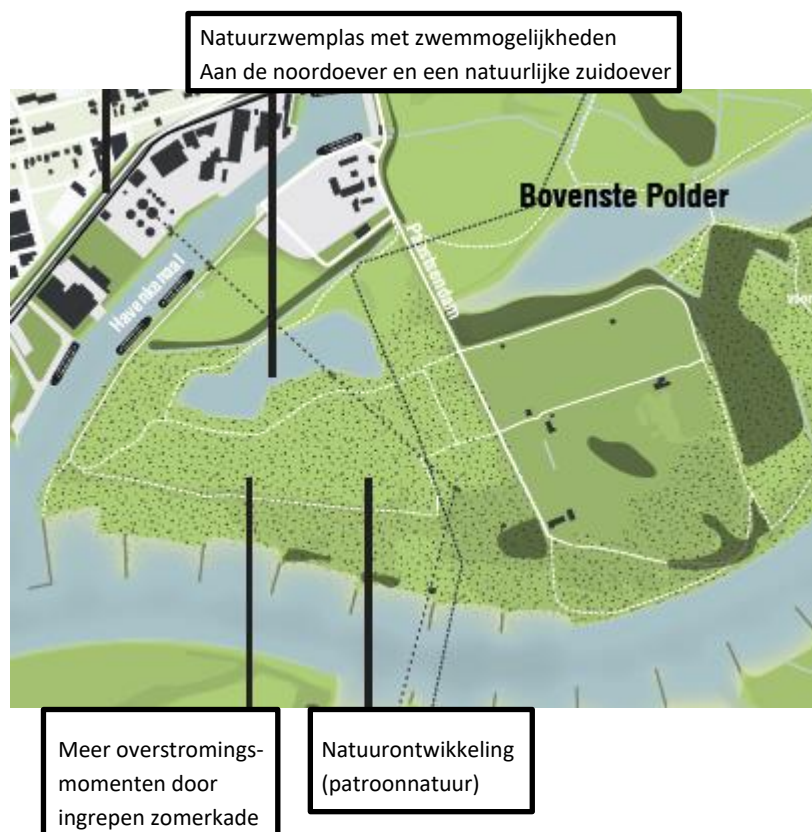 Natuurzwemplas met zwemmogelijkheden
Aan de noordoever en een natuurlijke zuidoever
Bovenste Polder
Havenkanaal
Meer overstromings-
momenten door
ingrepen zomerkade
Natuurontwikkeling
(patroonnatuur)